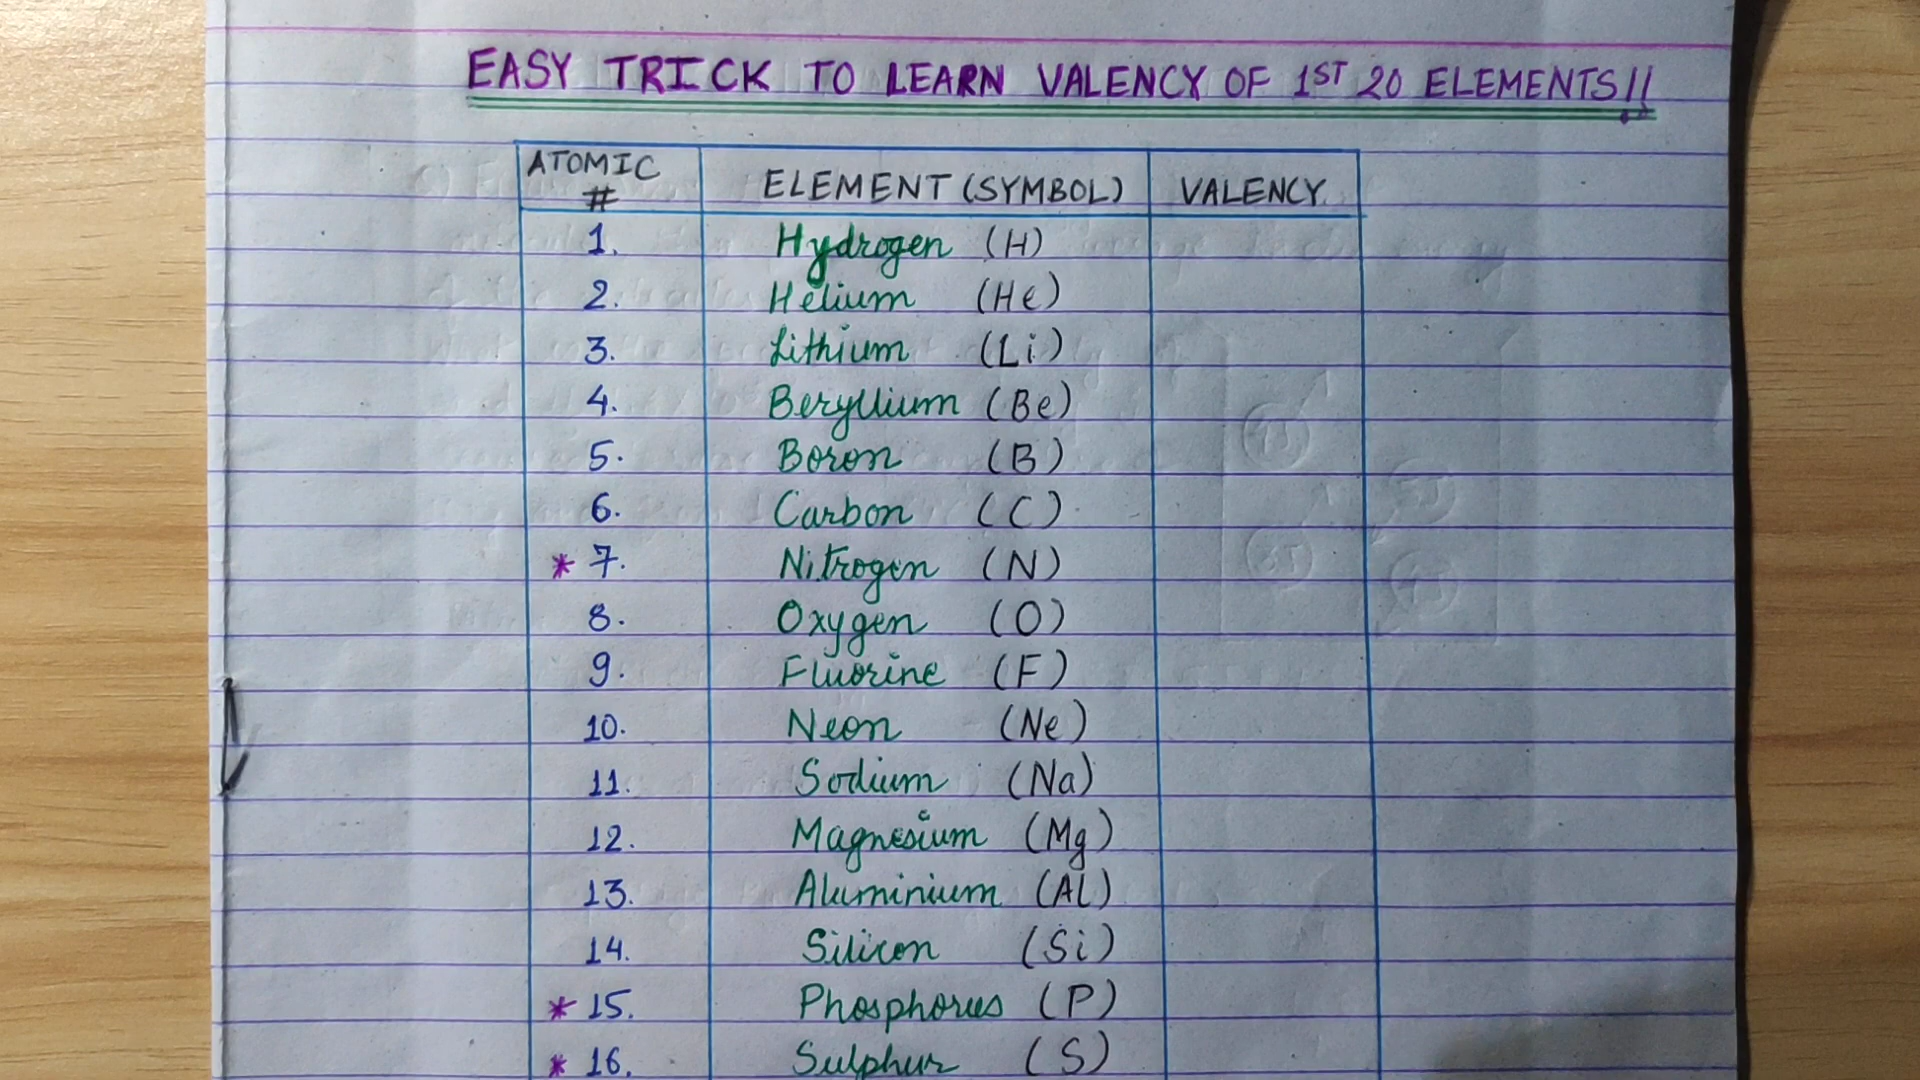 EASY TRICK TO LEARN VALENCY OF 1ST 20 ELEMENTS!!
ATOMIC # ELEMENT (SYMBOL) VALENCY
1. Hydrogen (H)
2. Helium (He)
3. Lithium (Li)
4. Beryllium (Be)
5. Boron (B)
6. Carbon (C)
* 7. Nitrogen (N)
8. Oxygen (O)
9. Fluorine (F)
10. Neon (Ne)
11. Sodium (Na)
12. Magnesium (Mg)
13. Aluminium (Al)
14. Silicon (Si)
* 15. Phosphorus (P)
* 16. Sulphur (S)